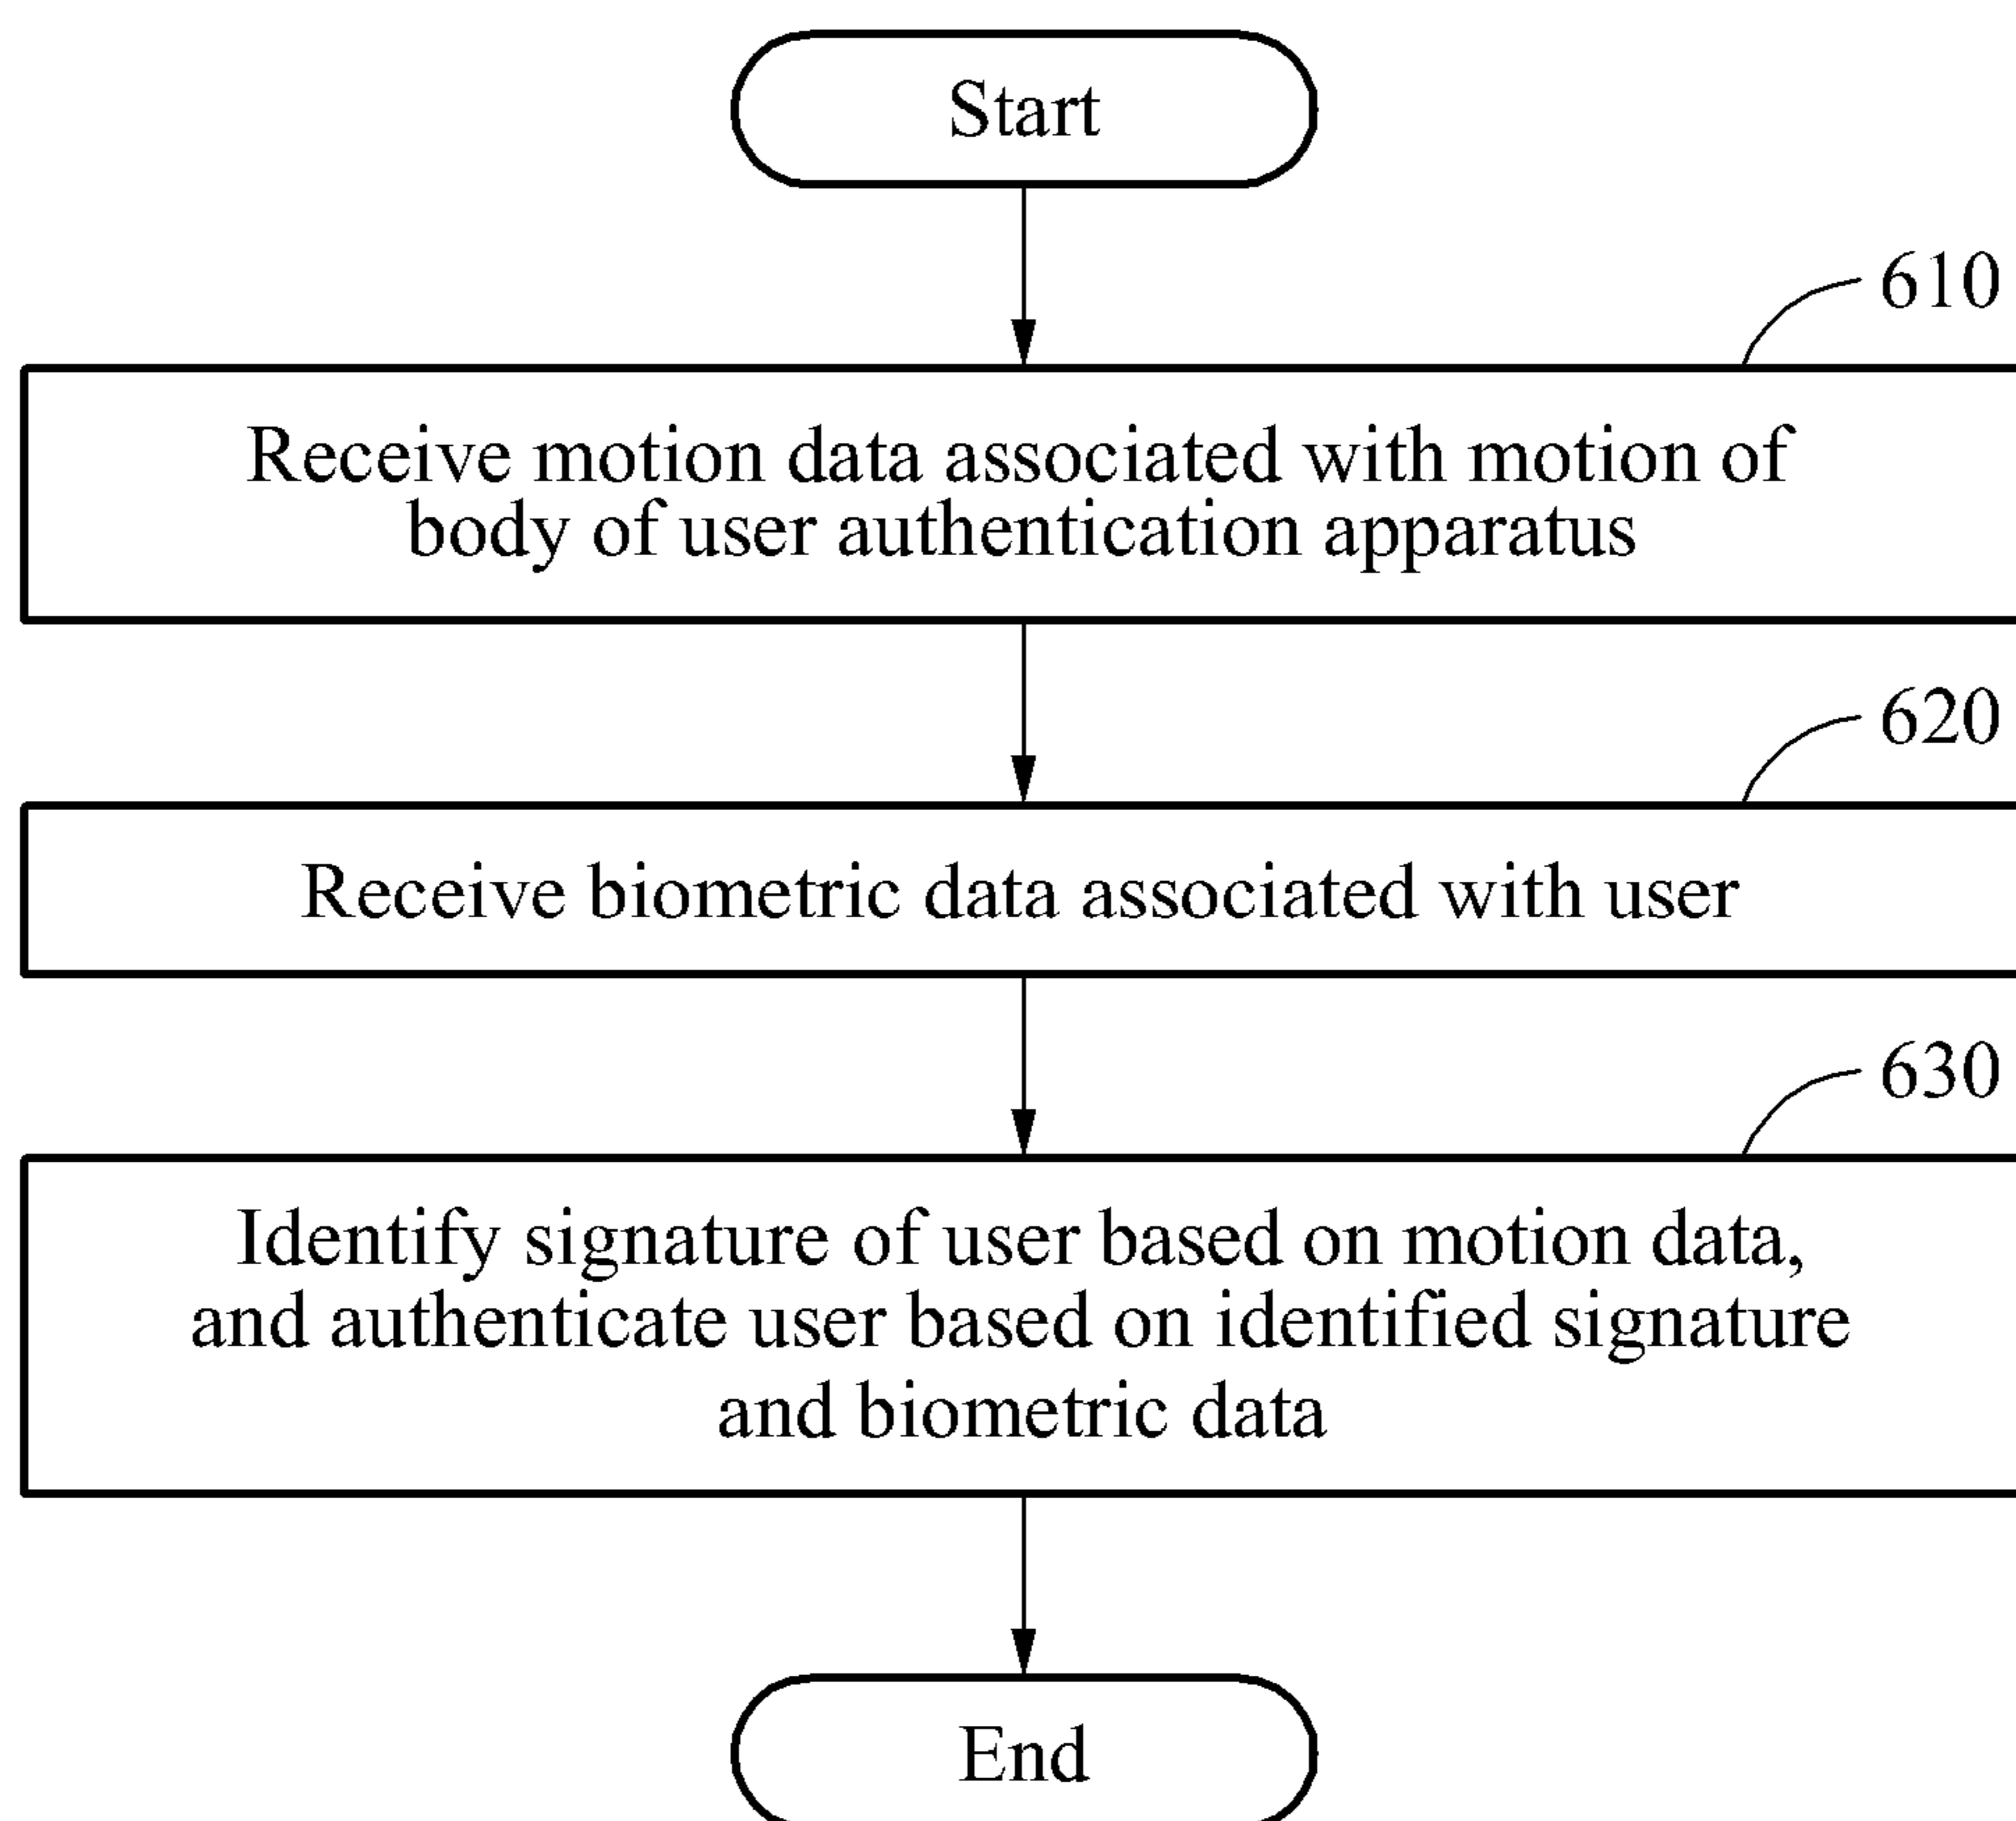 Start
610
Receive motion data associated with motion of
body of user authentication apparatus
620
Receive biometric data associated with user
630
Identify signature of user based on motion data,
and authenticate user based on identified signature
and biometric data
End